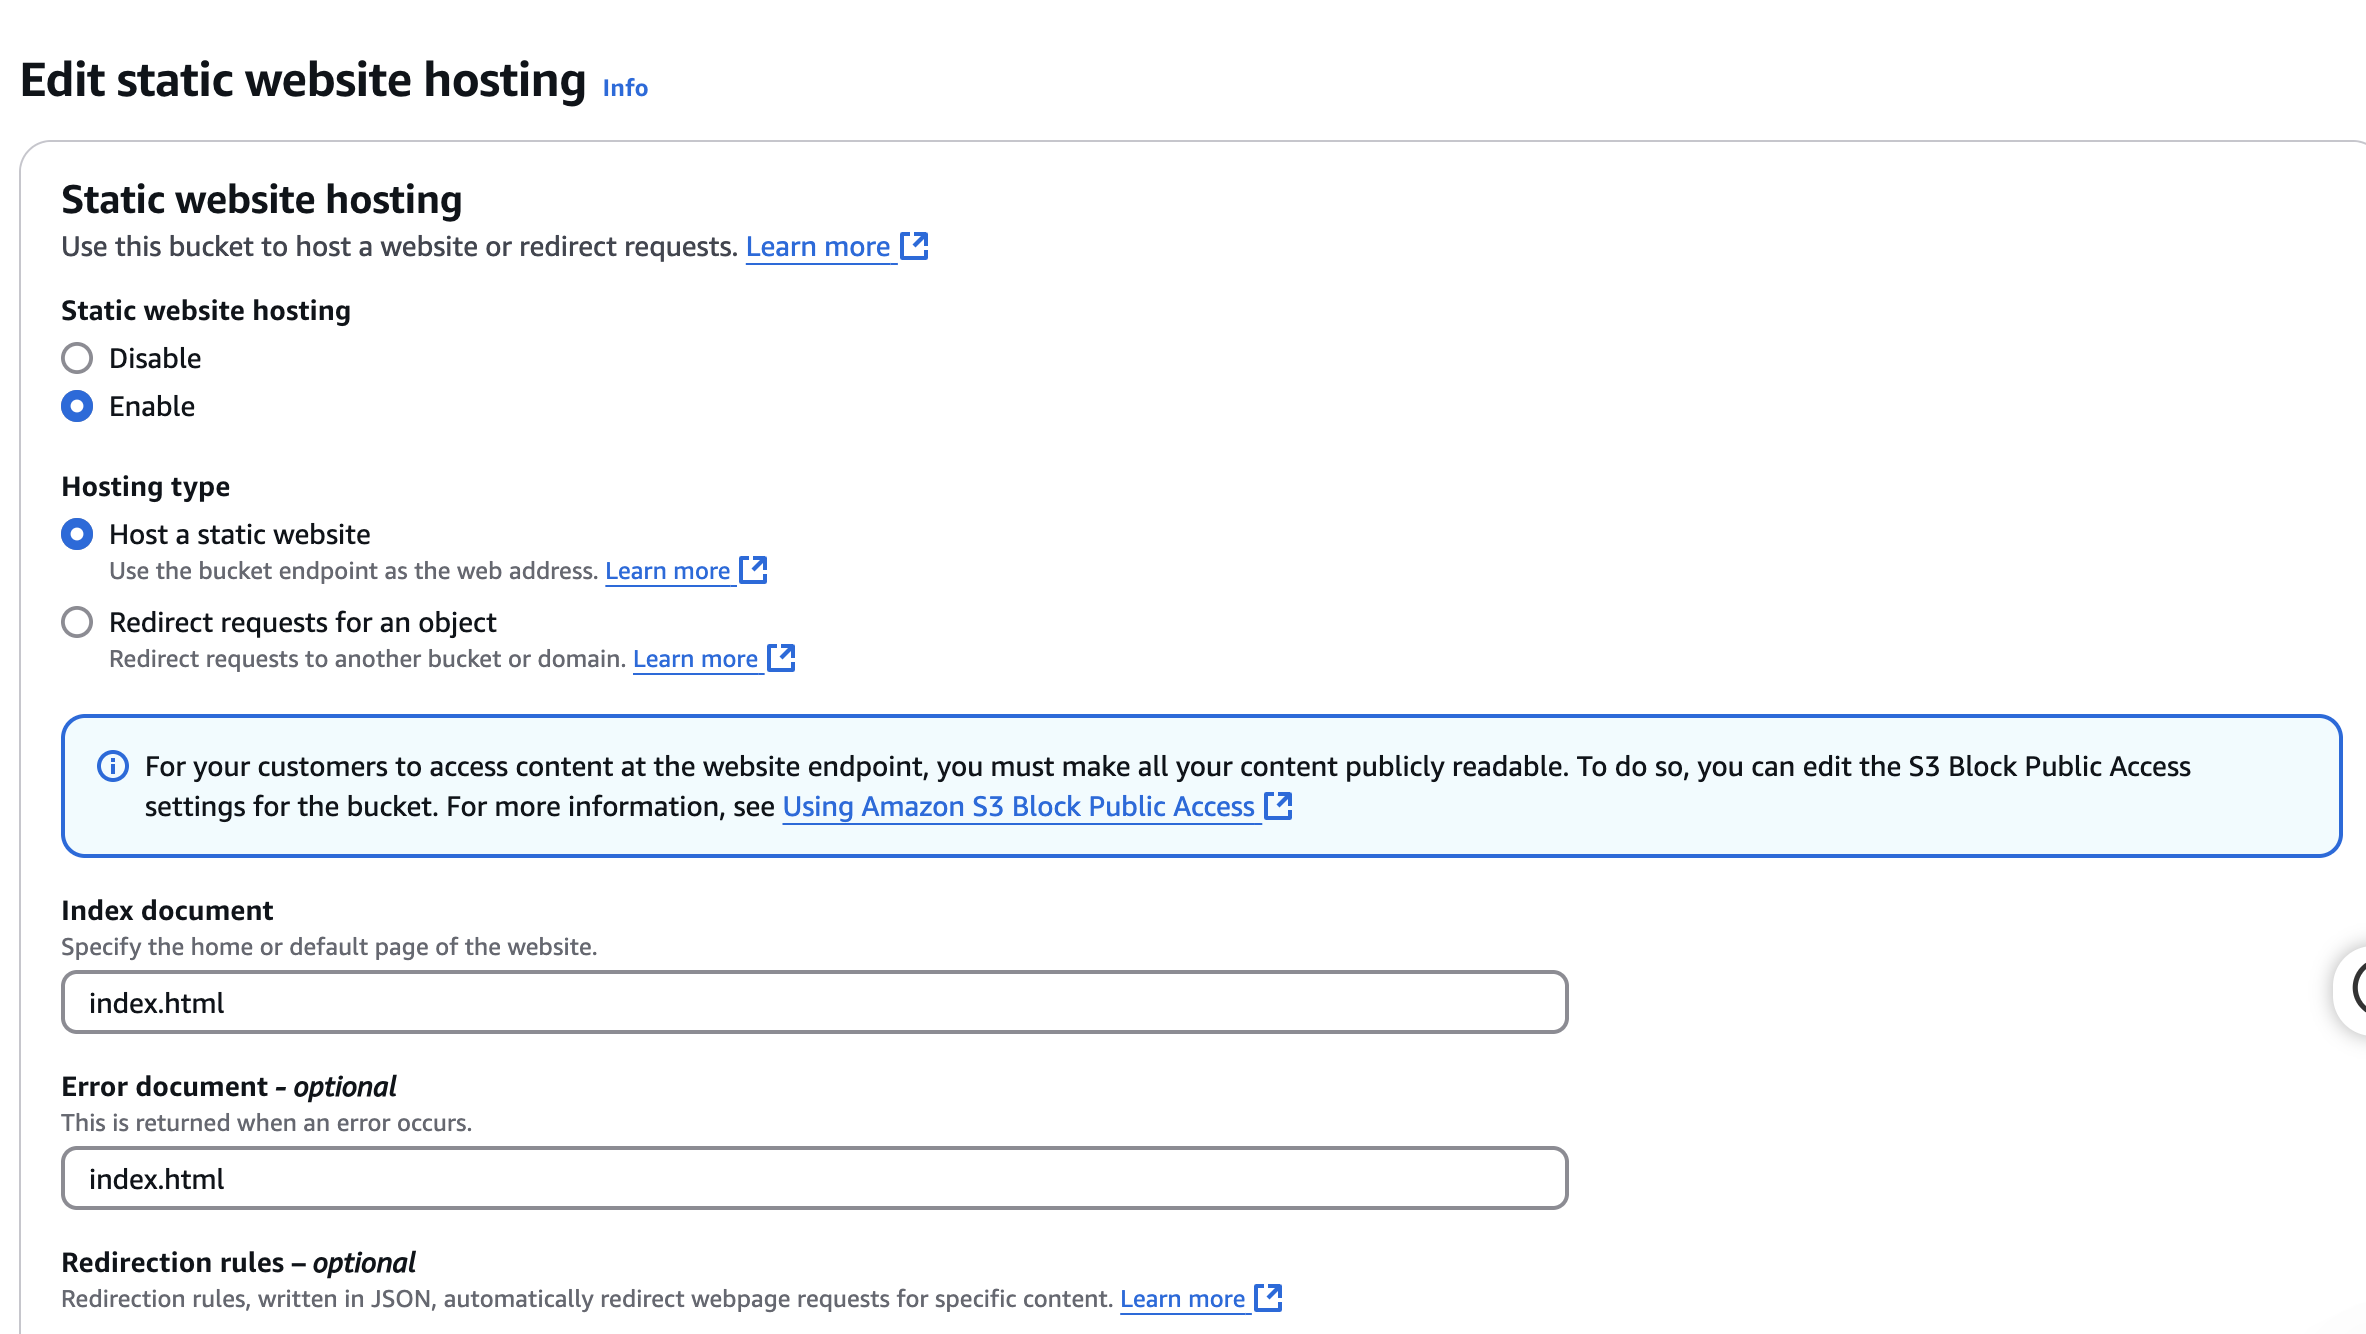 Edit static website hosting Info
Static website hosting
Use this bucket to host a website or redirect requests. Learn more
Static website hosting
Disable
Enable
Hosting type
Host a static website
Use the bucket endpoint as the web address. Learn more
Redirect requests for an object
Redirect requests to another bucket or domain. Learn more
For your customers to access content at the website endpoint, you must make all your content publicly readable. To do so, you can edit the S3 Block Public Access
settings for the bucket. For more information, see Using Amazon S3 Block Public Access
Index document
Specify the home or default page of the website.
index.html
Error document - optional
This is returned when an error occurs.
index.html
Redirection rules – optional
Redirection rules, written in JSON, automatically redirect webpage requests for specific content. Learn more